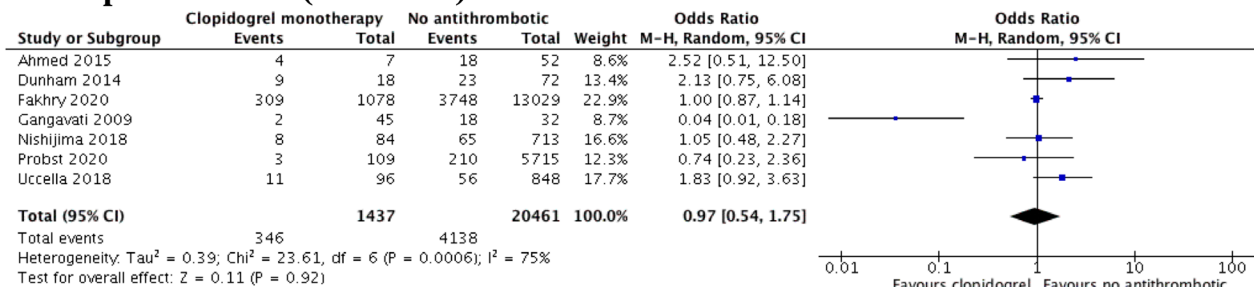 Clopidogrel monotherapy No antithrombotic Odds Ratio Odds Ratio
Study or Subgroup Events Total Events Total Weight M-H, Random, 95% CI M-H, Random, 95% CI
Ahmed 2015 4 7 18 52 8.6% 2.52 [0.51, 12.50]
Dunham 2014 9 18 23 72 13.4% 2.13 [0.75, 6.08]
Fakhry 2020 309 1078 3748 13029 22.9% 1.00 [0.87, 1.14]
Gangavati 2009 2 45 18 32 8.7% 0.04 [0.01, 0.18]
Nishijima 2018 8 84 65 713 16.6% 1.05 [0.48, 2.27]
Probst 2020 3 109 210 5715 12.3% 0.74 [0.23, 2.36]
Uccella 2018 11 96 56 848 17.7% 1.83 [0.92, 3.63]
Total (95% CI) 1437 20461 100.0% 0.97 [0.54, 1.75]
Total events 346 4138
Heterogeneity: Tau² = 0.39; Chi² = 23.61, df = 6 (P = 0.0006); I² = 75%
Test for overall effect: Z = 0.11 (P = 0.92)
0.01 0.1 1 10 100
Favours clopidogrel Favours no antithrombotic